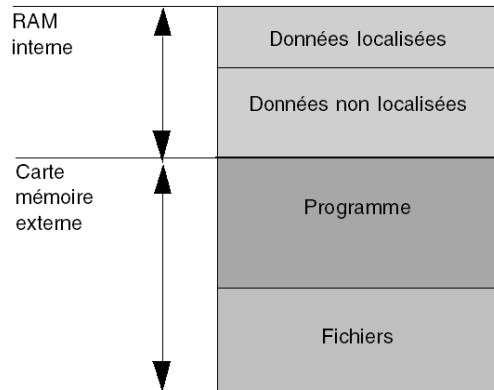 RAM
interne
Données localisées
Données non localisées
Carte
mémoire
externe
Programme
Fichiers